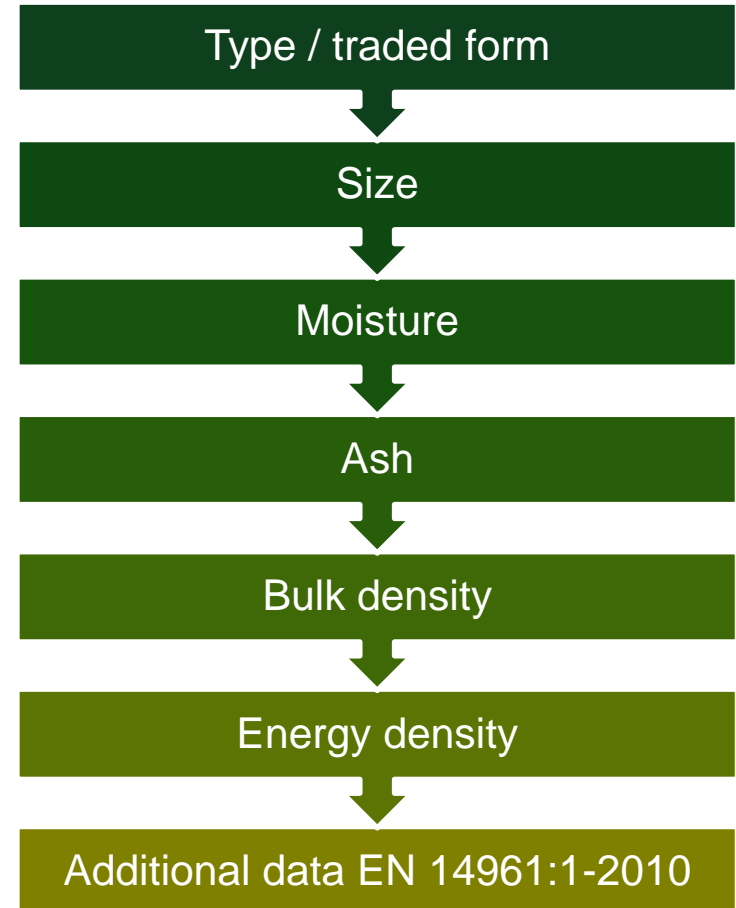 Type / traded form
Size
Moisture
Ash
Bulk density
Energy density
Additional data EN 14961:1-2010